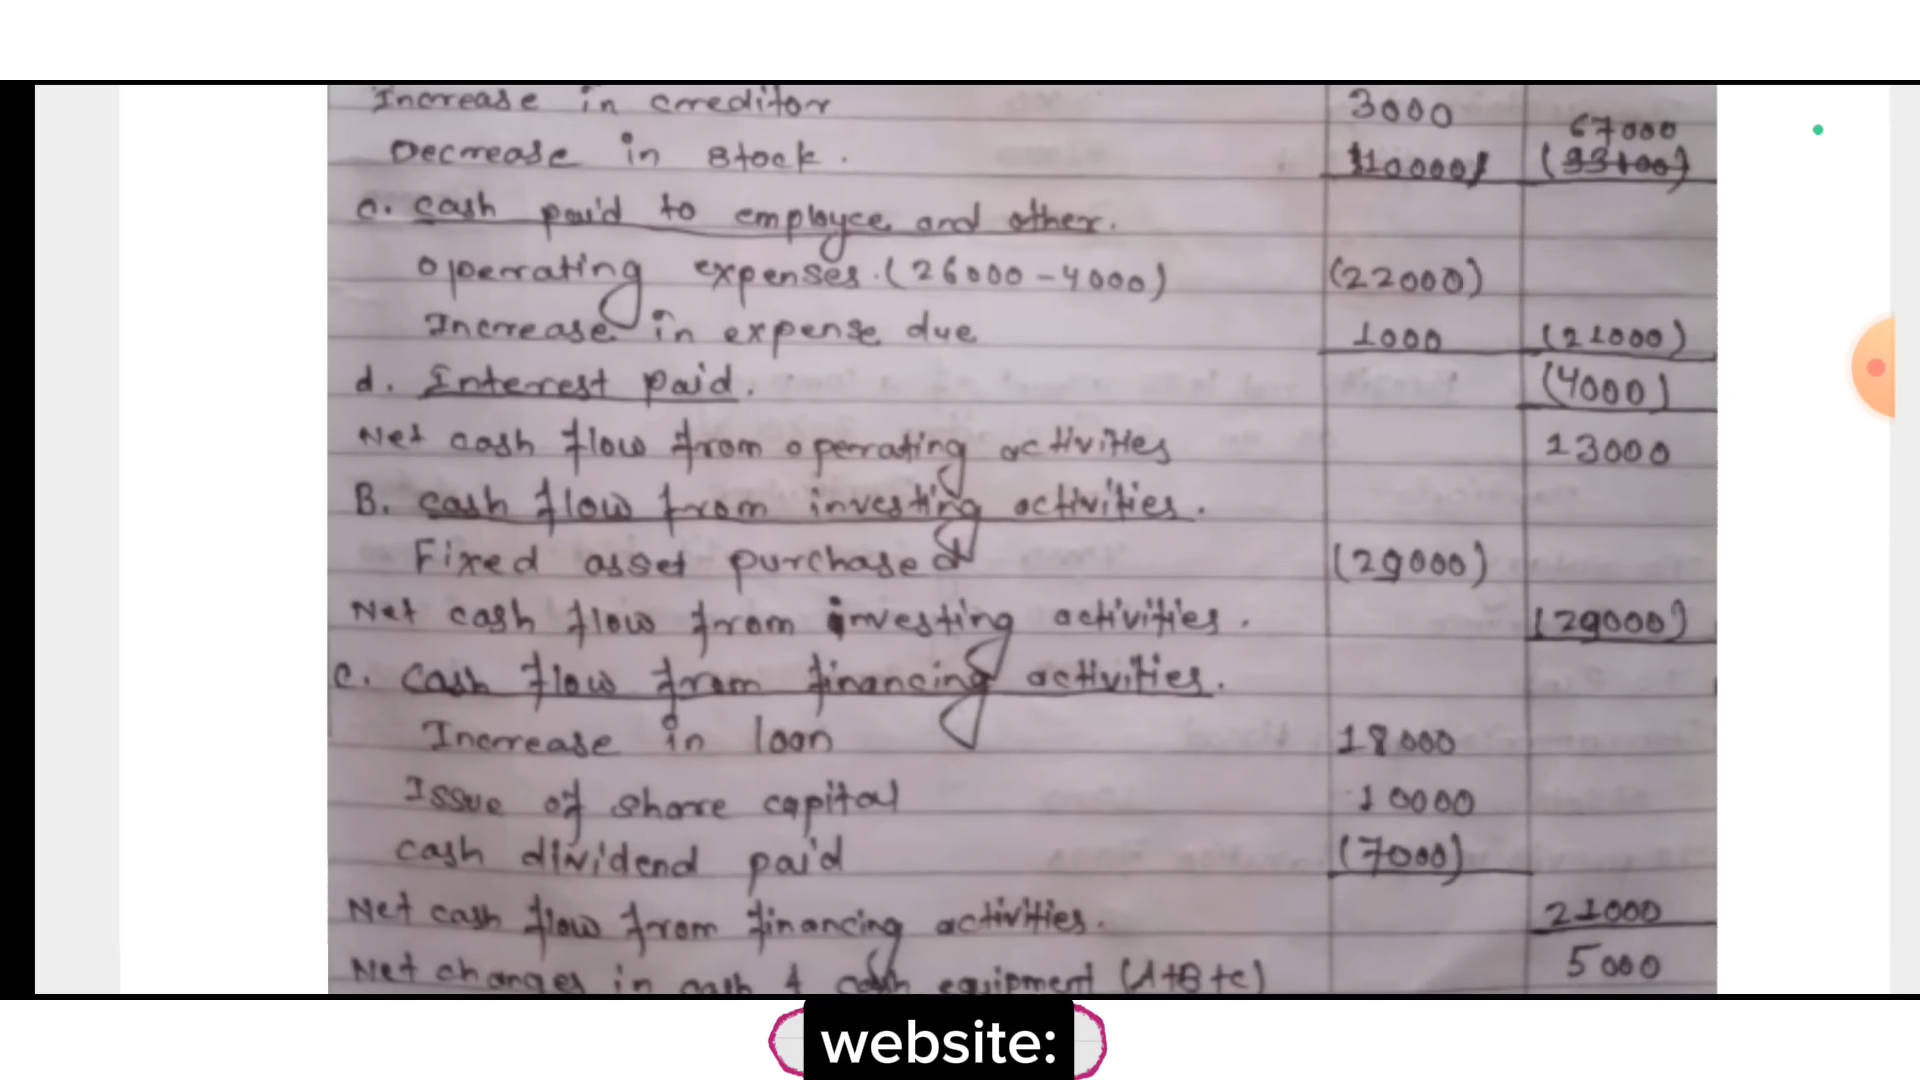 Increase in creditor 3000
67000
Decrease in stock. 110000 (33100)
c. cash paid to employee and other.
operating expenses.(26000-4000) (22000)
Increase in expense due 1000 (21000)
d. Interest paid. (4000)
Net cash flow from operating activities 13000
B. cash flow from investing activities.
Fixed asset purchased (29000)
Net cash flow from investing activities. (29000)
C. cash flow from financing activities.
Increase in loan 18000
Issue of share capital 10000
cash dividend paid (7000)
Net cash flow from financing activities. 21000
Net changes in cash & cash equipment (A+B+C) 5000
website: